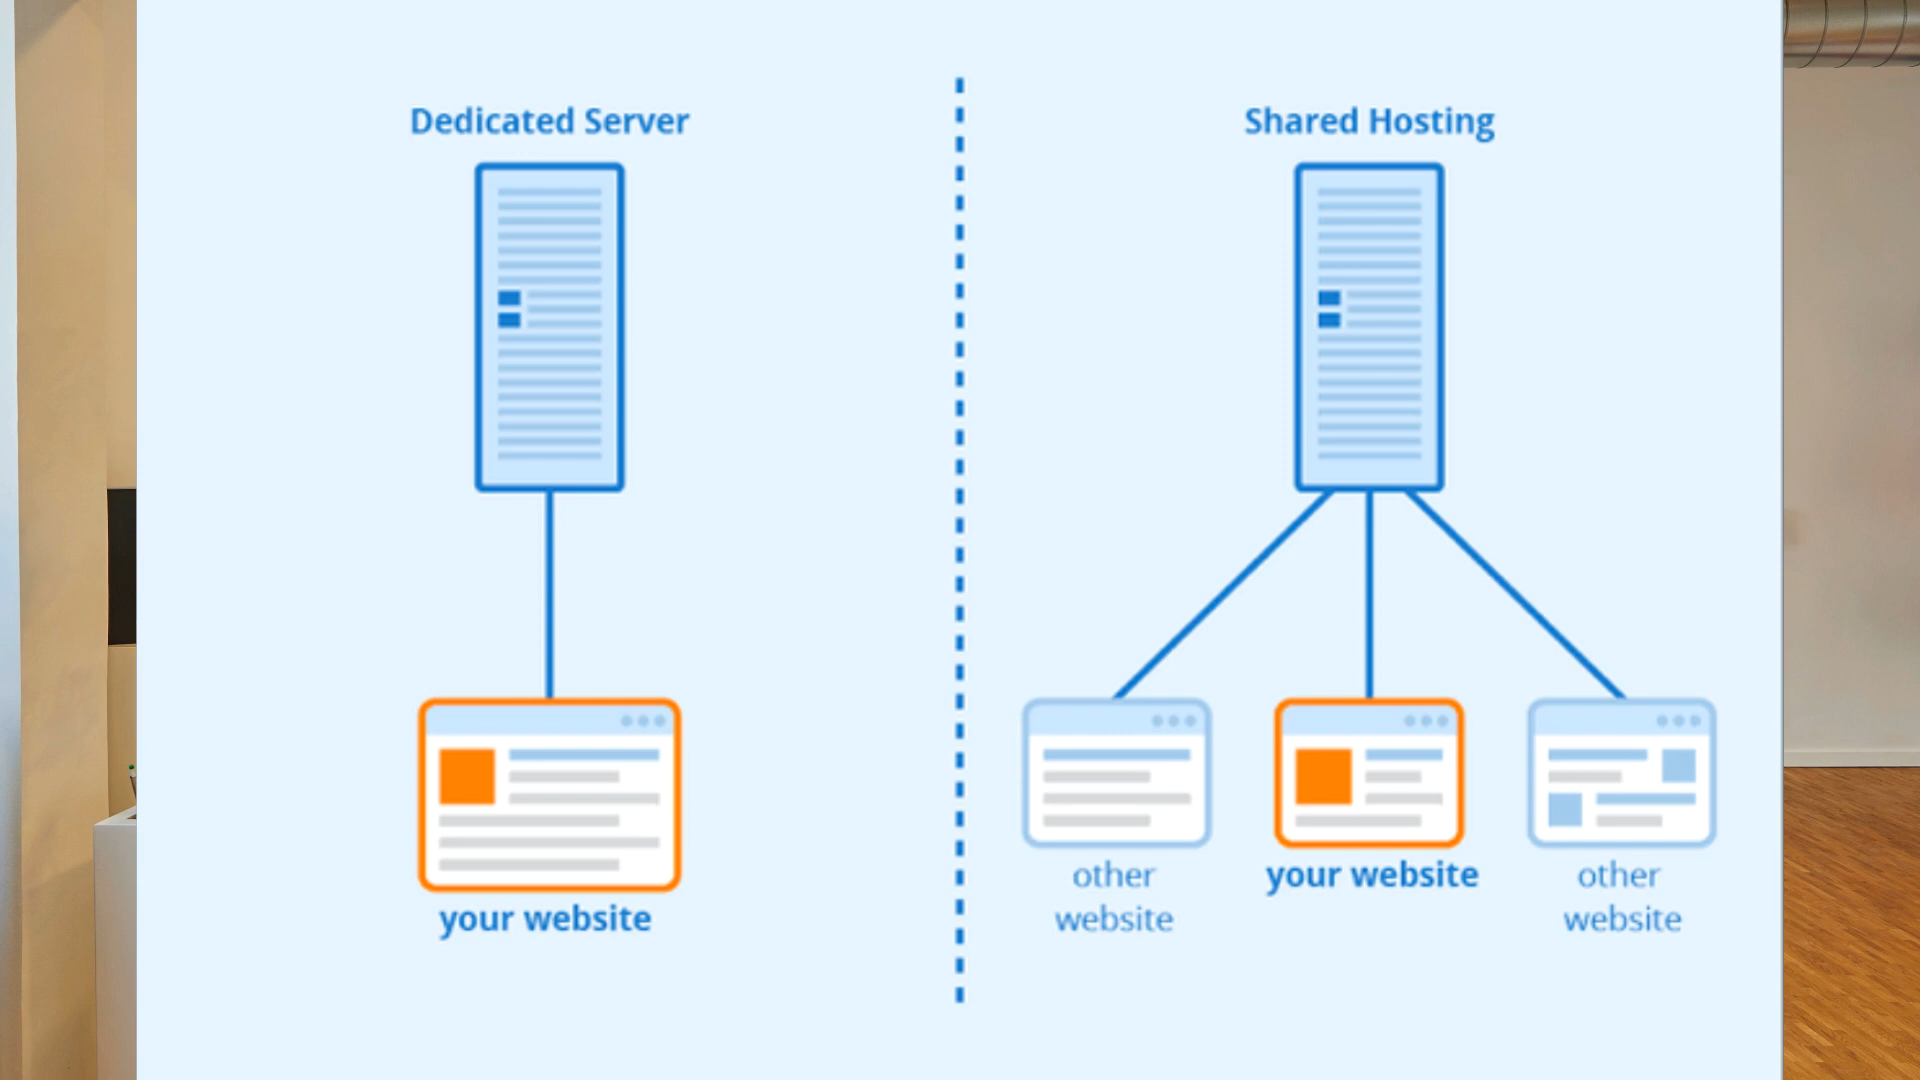 Dedicated Server
your website
Shared Hosting
other
website
your website
other
website